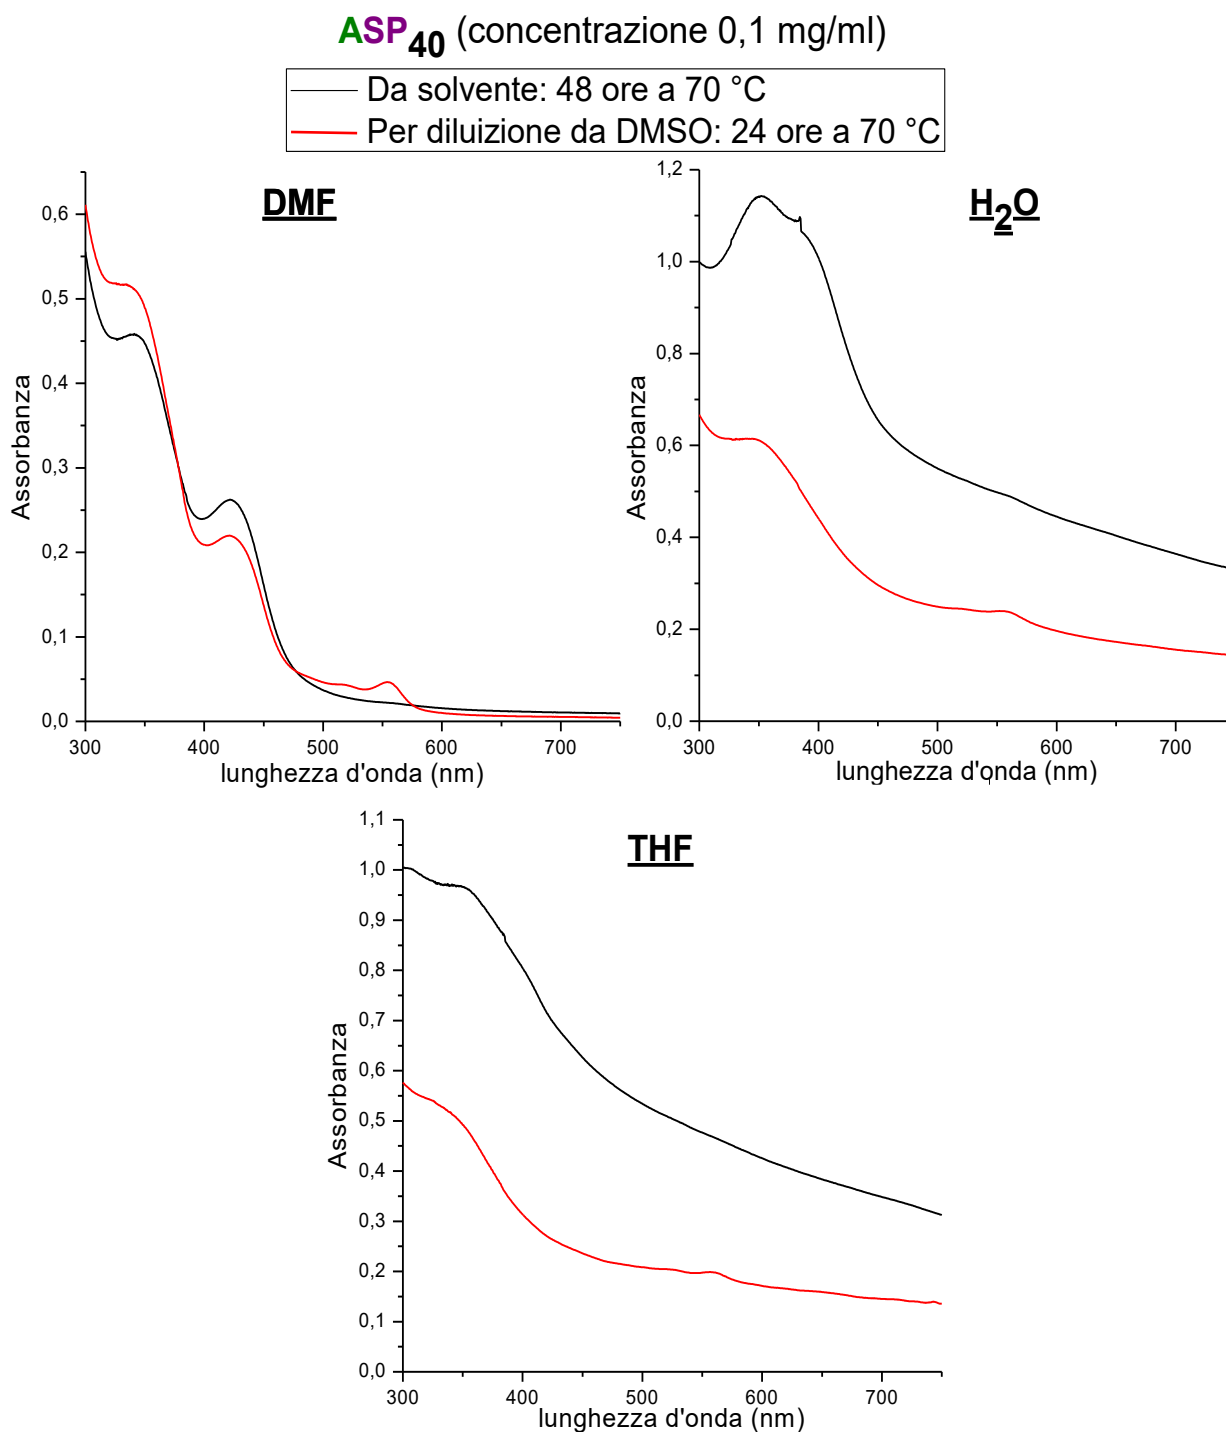 ASP40 (concentrazione 0,1 mg/ml)
Da solvente: 48 ore a 70 °C
Per diluizione da DMSO: 24 ore a 70 °C
DMF
0,6
0,5
0,4
0,3
0,2
0,1
0,0
Assorbanza
300 400 500 600 700
lunghezza d'onda (nm)
H2O
1,2
1,0
0,8
0,6
0,4
0,2
0,0
Assorbanza
300 400 500 600 700
lunghezza d'onda (nm)
THF
1,1
1,0
0,9
0,8
0,7
0,6
0,5
0,4
0,3
0,2
0,1
0,0
Assorbanza
300 400 500 600 700
lunghezza d'onda (nm)